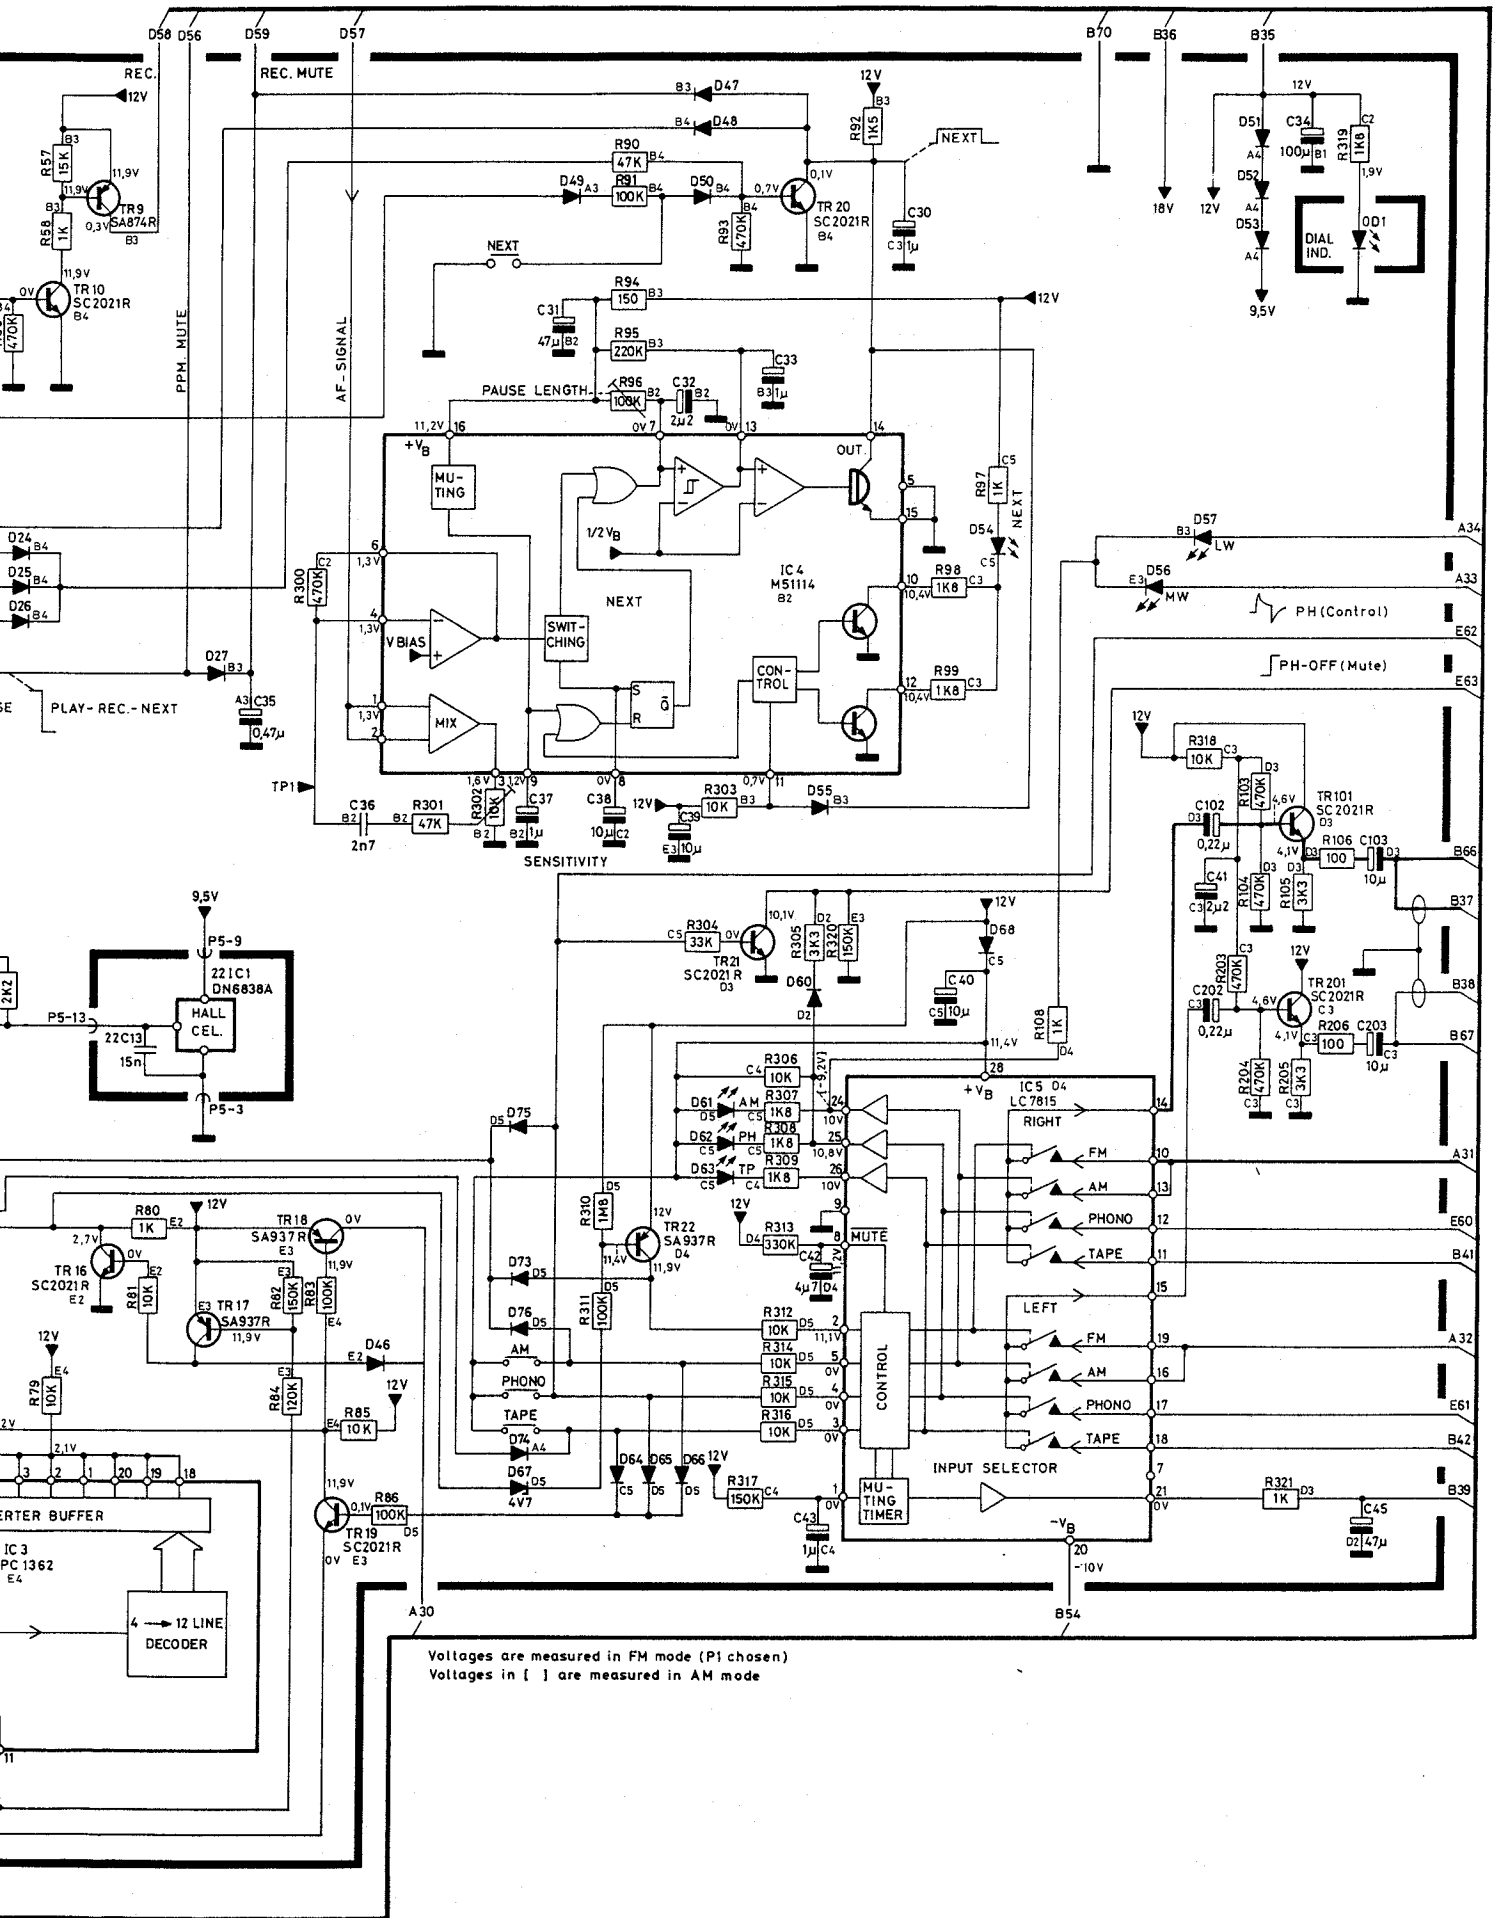 D58 D56 D59 D57 B70 B36 B35
REC. REC. MUTE
12V
B3
R57 15K
11,9V
11,9V
TR9
SA874R
B3
B3
R58 1K
0,3V
11,9V
0V
TR10
SC2021R
B4
B4
470K
PPM. MUTE
AF-SIGNAL
B3 D47
B4 D48
12V
B3
R92 1K5
NEXT
R90
47K B4
D49 A3
R91
100K B4
D50 B4
0,7V
0,1V
TR20
SC2021R
B4
B4
R93 470K
C30
C3 1µ
NEXT
R94
150 B3
12V
C31
47µ B2
R95
220K B3
C33
B3 1µ
PAUSE LENGTH
R96
100K B2
C32
B2
2µ2
12V
D51
A4
D52
A4
D53
A4
9,5V
C34
100µ B1
C2
R319 1K8
1,9V
OD1
DIAL
IND.
18V
12V
11,2V 16
+VB
0V 7
0V 13
14
OUT.
MU-
TING
1/2 VB
5
15
IC4
M51114
B2
NEXT
6
1,3V
4
1,3V
V BIAS
SWIT-
CHING
1
1,3V
2
MIX
S
R
Q̄
CON-
TROL
10
10,4V
12
10,4V
R98
1K8 C3
R99
1K8 C3
C5
R97 1K
D54
C5
NEXT
C2
R300 470K
D24
B4
D25
B4
D26
B4
D27
B3
A3 C35
0,47µ
PLAY-REC.-NEXT
TP1
1,6V 3
1,2V 9
0V 8
0,7V 11
C36
B2
2n7
R301
B2 47K
R302 10K
B2
C37
B2 1µ
C38
10µ C2
SENSITIVITY
12V
R303
10K B3
D55
B3
C39
E3 10µ
B3 D57
LW
E3 D56
MW
A34
A33
PH (Control)
E62
PH-OFF (Mute)
E63
12V
R318
10K C3
D3
R103 470K
C102
D3
0,22µ
4,6V
TR101
SC2021R
D3
4,1V
D3
R106
100
C103
D3
10µ
B66
B37
C41
C3 2µ2
D3
R104 470K
D3
R105 3K3
12V
C3
R203 470K
C202
C3
0,22µ
4,6V
TR201
SC2021R
C3
4,1V
C3
R206
100
C203
C3
10µ
B38
B67
R204 470K
C3
R205 3K3
C3
9,5V
P5-9
22IC1
DN6838A
HALL
CEL.
P5-13
22C13
15n
P5-3
2K2
R304
C5 33K
0V
TR21
SC2021R
D3
10,1V
D2
R305 3K3
E3
R320 150K
D60
D2
12V
D68
C5
C40
C5 10µ
11,4V
R108 1K
D4
R306
C4 10K
[9,2V]
D61 AM
D5
R307
C5 1K8
24
10V
D62 PH
C5
R308
C5 1K8
25
10,8V
D63 TP
C5
R309
C4 1K8
26
10V
28
+VB
IC5 D4
LC7815
RIGHT
14
FM 10
AM 13
PHONO 12
TAPE 11
15
LEFT
FM 19
AM 16
PHONO 17
TAPE 18
7
INPUT SELECTOR
A31
E60
B41
A32
E61
B42
B39
D5 D75
D5
R310 1M8
12V
TR22
SA937R
D4
11,4V
11,9V
D5
R311 100K
D73
D5
D76
D5
AM
PHONO
TAPE
D74 A4
D67 D5
4V7
12V
R313
D4 330K
9
8
MUTE
C42
4µ7 D4
R312
10K D5
2
11,1V
R314
10K D5
5
0V
R315
10K D5
4
0V
R316
10K D5
3
0V
CONTROL
MU-
TING
TIMER
D64
C5
D65
D5
D66
D5
12V
R317
150K C4
1
0V
C43
1µ C4
-VB
20
-10V
21
0V
R321
1K D3
C45
D2 47µ
R80
1K E2
12V
TR18
SA937R
E3
0V
11,9V
2,7V
0V
TR16
SC2021R
E2
E2
R81 10K
E3
TR17
SA937R
11,9V
E3
R82 150K
R83 100K
E4
E2 D46
12V
E4
R79 10K
E3
R84 120K
12V
R85
E4 10K
2V
2,1V
3 2 1 20 19 18
ERTER BUFFER
IC3
PC1362
E4
4 → 12 LINE
DECODER
11,9V
0,1V
R86
100K
D5
TR19
SC2021R
E3
0V
11
A30
B54
Voltages are measured in FM mode (P1 chosen)
Voltages in [ ] are measured in AM mode